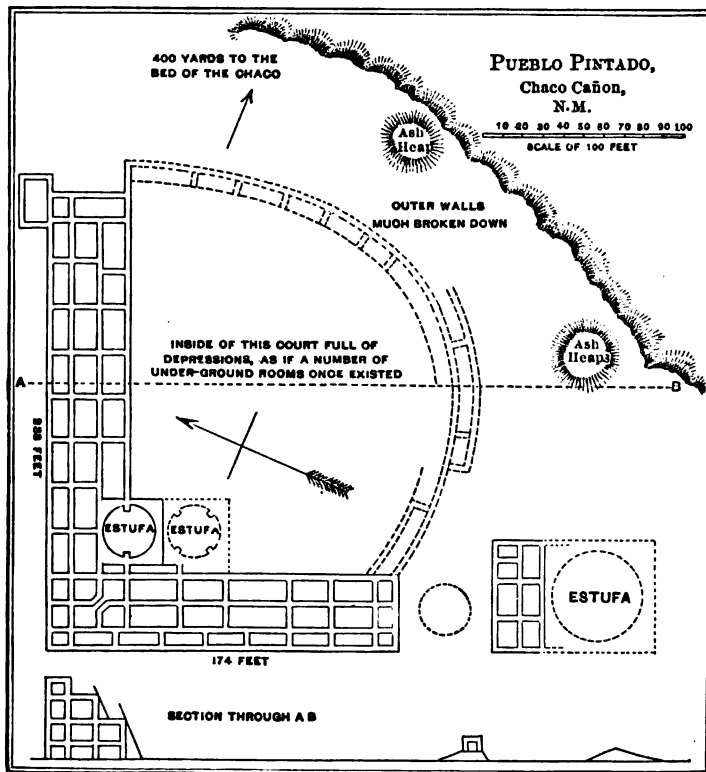 400 YARDS TO THE
BED OF THE CHACO
PUEBLO PINTADO,
Chaco Cañon,
N.M.
10 20 30 40 50 60 70 80 90 100
SCALE OF 100 FEET
Ash
Heap
OUTER WALLS
MUCH BROKEN DOWN
INSIDE OF THIS COURT FULL OF
DEPRESSIONS, AS IF A NUMBER OF
UNDER-GROUND ROOMS ONCE EXISTED
Ash
Heaps
A
B
238 FEET
ESTUFA
ESTUFA
ESTUFA
174 FEET
SECTION THROUGH A B